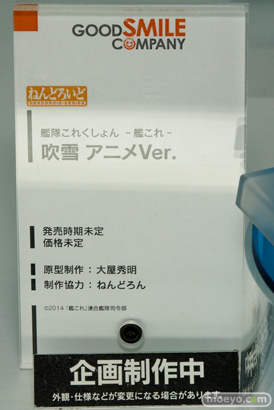 GOOD SMILE
COMPANY
ねんどろいど
NENDOROID SERIES
艦隊これくしょん -艦これ-
吹雪 アニメVer.
発売時期未定
価格未定
原型制作：大屋秀明
制作協力：ねんどろん
©2014 「艦これ」連合艦隊司令部
企画制作中
外観・仕様などが変更になる場合があります。
hioeyo.com